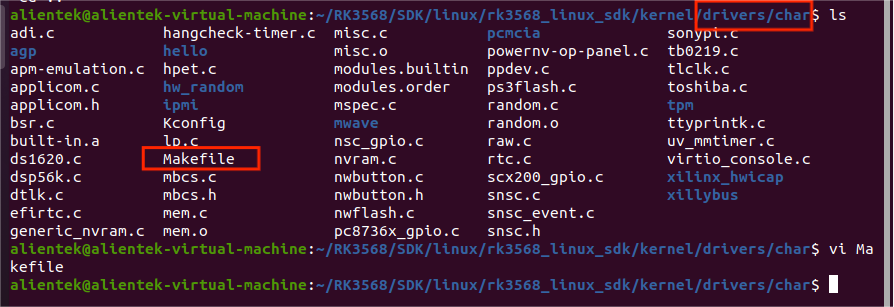 alientek@alientek-virtual-machine:~/RK3568/SDK/linux/rk3568_linux_sdk/kernel/drivers/char$ ls
adi.c hangcheck-timer.c misc.c pcmcia sonypi.c
agp hello misc.o powernv-op-panel.c tb0219.c
apm-emulation.c hpet.c modules.builtin ppdev.c tlclk.c
applicom.c hw_random modules.order ps3flash.c toshiba.c
applicom.h ipmi mspec.c random.c tpm
bsr.c Kconfig mwave random.o ttyprintk.c
built-in.a lp.c nsc_gpio.c raw.c uv_mmtimer.c
ds1620.c Makefile nvram.c rtc.c virtio_console.c
dsp56k.c mbcs.c nwbutton.c scx200_gpio.c xilinx_hwicap
dtlk.c mbcs.h nwbutton.h snsc.c xillybus
efirtc.c mem.c nwflash.c snsc_event.c
generic_nvram.c mem.o pc8736x_gpio.c snsc.h
alientek@alientek-virtual-machine:~/RK3568/SDK/linux/rk3568_linux_sdk/kernel/drivers/char$ vi Ma
kefile
alientek@alientek-virtual-machine:~/RK3568/SDK/linux/rk3568_linux_sdk/kernel/drivers/char$